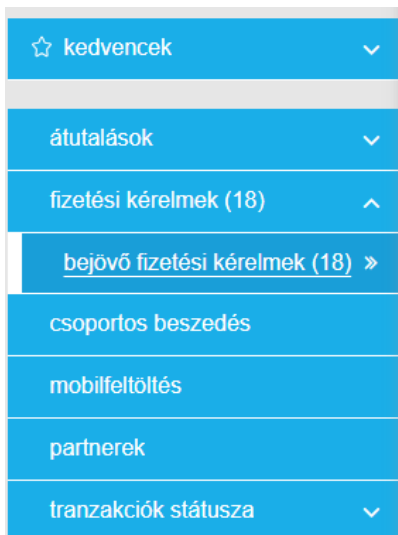 kedvencek
átutalások
fizetési kérelmek (18)
bejövő fizetési kérelmek (18) »
csoportos beszedés
mobilfeltöltés
partnerek
tranzakciók státusza